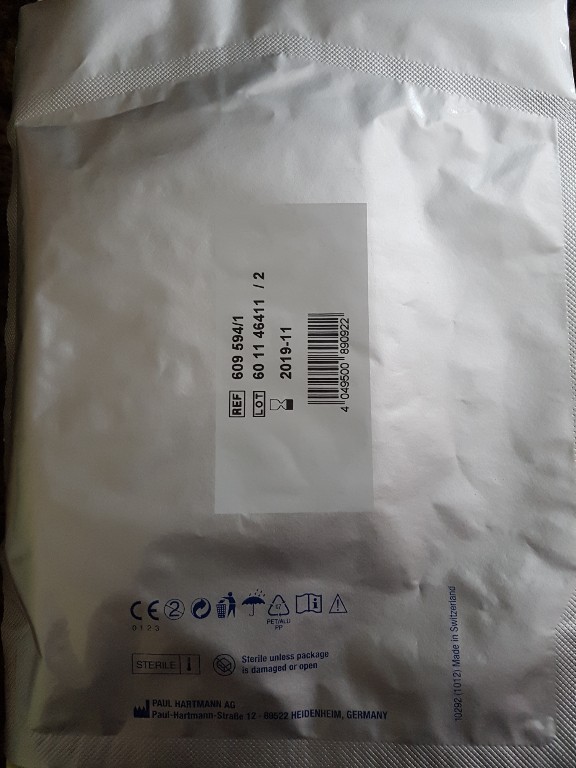 REF 609 594/1
LOT 60 11 46411 / 2
2019-11
4 049500 890922
CE 2
0123
PET/ALU
PP
STERILE
Sterile unless package
is damaged or open
PAUL HARTMANN AG
Paul-Hartmann-Straße 12 - 89522 HEIDENHEIM, GERMANY
10292 (1012) Made in Switzerland